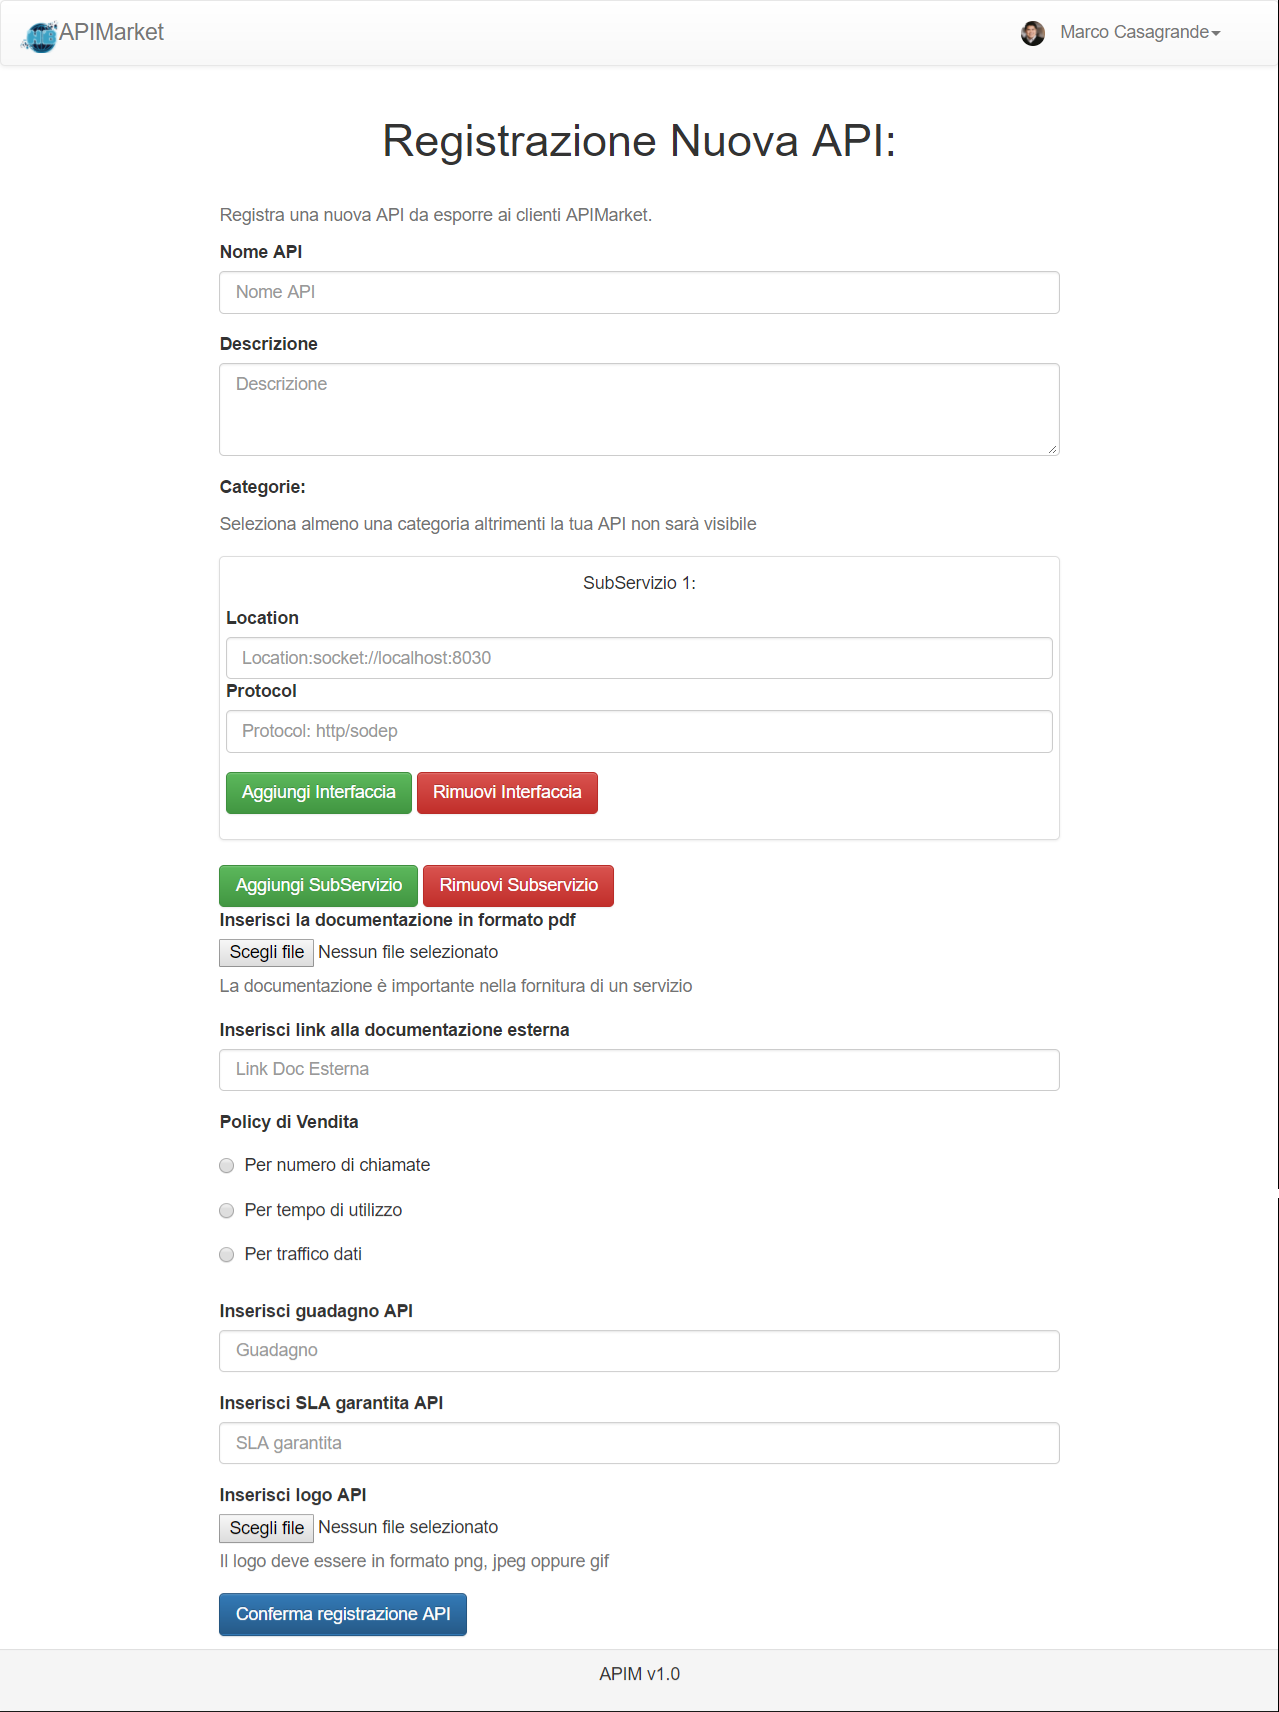 APIMarket
Marco Casagrande
Registrazione Nuova API:
Registra una nuova API da esporre ai clienti APIMarket.
Nome API
Nome API
Descrizione
Descrizione
Categorie:
Seleziona almeno una categoria altrimenti la tua API non sarà visibile
SubServizio 1:
Location
Location:socket://localhost:8030
Protocol
Protocol: http/sodep
Aggiungi Interfaccia Rimuovi Interfaccia
Aggiungi SubServizio Rimuovi Subservizio
Inserisci la documentazione in formato pdf
Scegli file Nessun file selezionato
La documentazione è importante nella fornitura di un servizio
Inserisci link alla documentazione esterna
Link Doc Esterna
Policy di Vendita
Per numero di chiamate
Per tempo di utilizzo
Per traffico dati
Inserisci guadagno API
Guadagno
Inserisci SLA garantita API
SLA garantita
Inserisci logo API
Scegli file Nessun file selezionato
Il logo deve essere in formato png, jpeg oppure gif
Conferma registrazione API
APIM v1.0